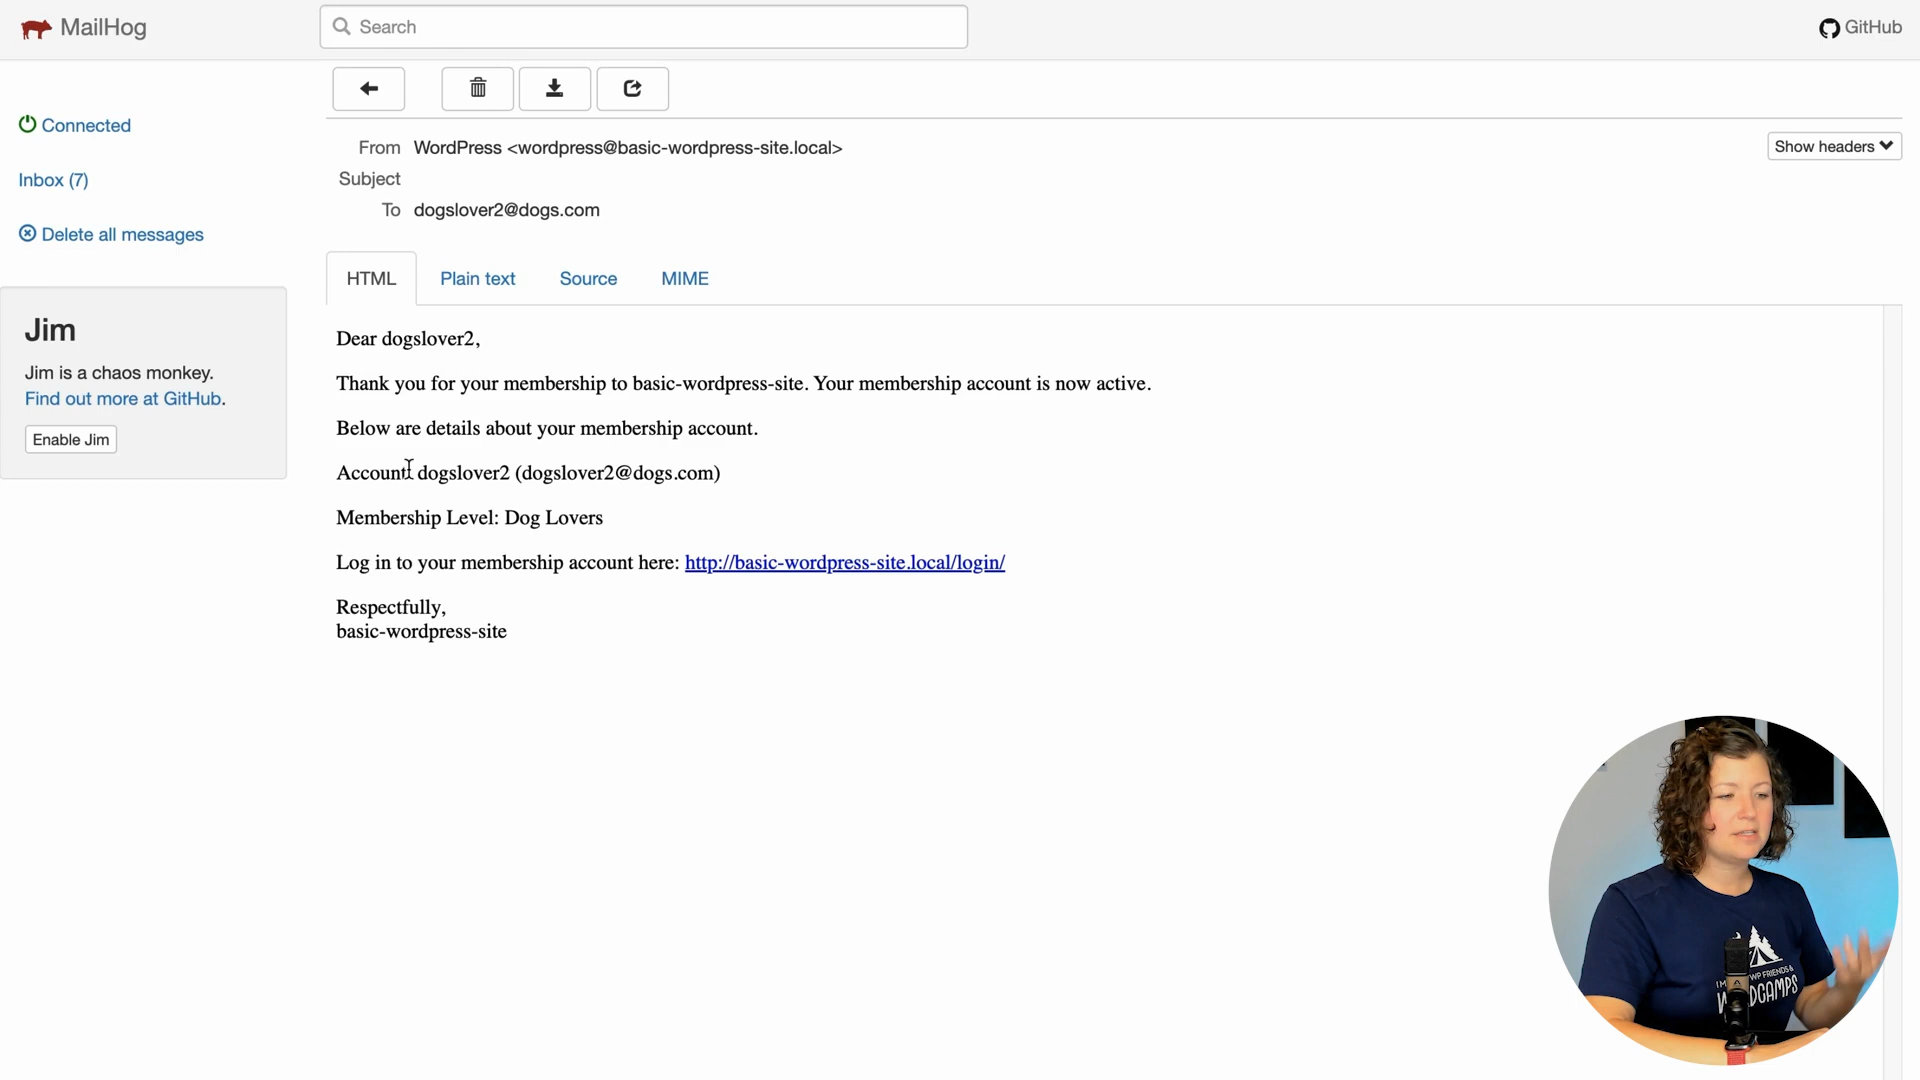 MailHog
Search
GitHub
Connected
From WordPress <wordpress@basic-wordpress-site.local>
Show headers
Inbox (7)
Subject
To dogslover2@dogs.com
Delete all messages
HTML Plain text Source MIME
Jim
Jim is a chaos monkey.
Find out more at GitHub.
Enable Jim
Dear dogslover2,
Thank you for your membership to basic-wordpress-site. Your membership account is now active.
Below are details about your membership account.
Account: dogslover2 (dogslover2@dogs.com)
Membership Level: Dog Lovers
Log in to your membership account here: http://basic-wordpress-site.local/login/
Respectfully,
basic-wordpress-site
WP FRIENDS &